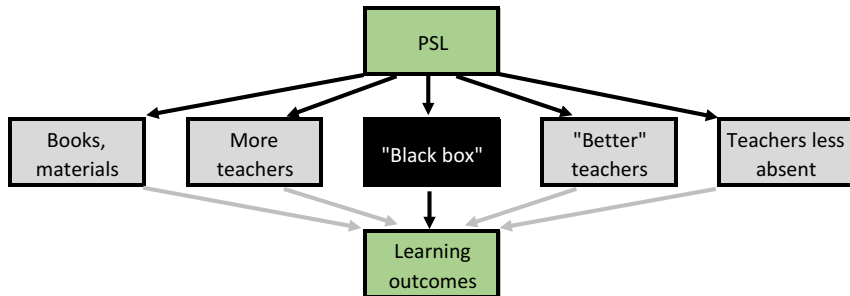 PSL
Books,
materials
More
teachers
"Black box"
"Better"
teachers
Teachers less
absent
Learning
outcomes